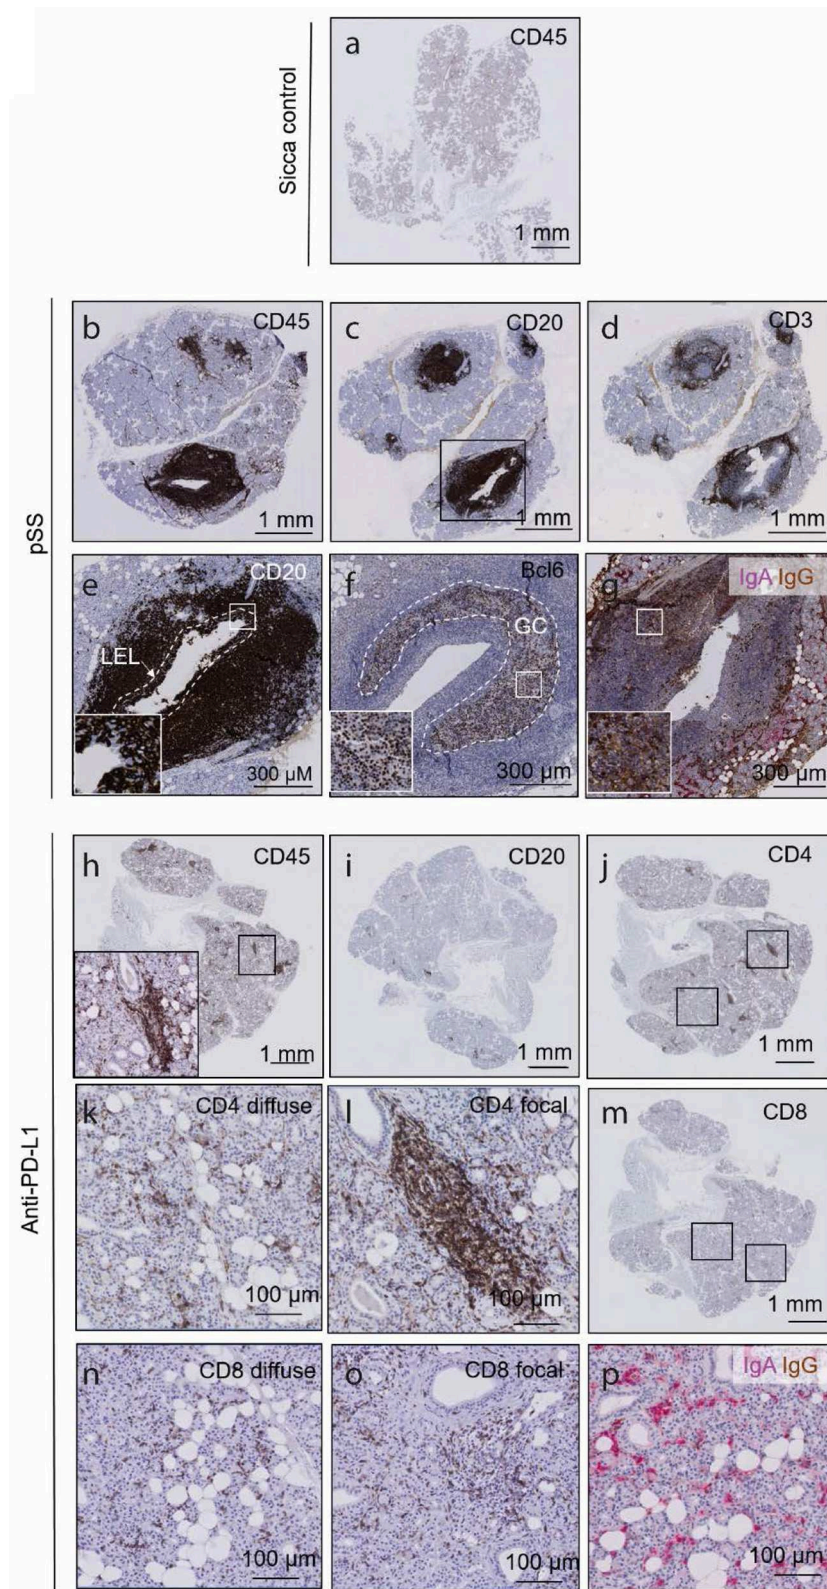 Sicca control
a CD45
1 mm
pSS
b CD45
1 mm
c CD20
1 mm
d CD3
1 mm
e CD20
LEL
300 µM
f Bcl6
GC
300 µm
g IgA IgG
300 µm
Anti-PD-L1
h CD45
1 mm
i CD20
1 mm
j CD4
1 mm
k CD4 diffuse
100 µm
l CD4 focal
100 µm
m CD8
1 mm
n CD8 diffuse
100 µm
o CD8 focal
100 µm
p IgA IgG
100 µm